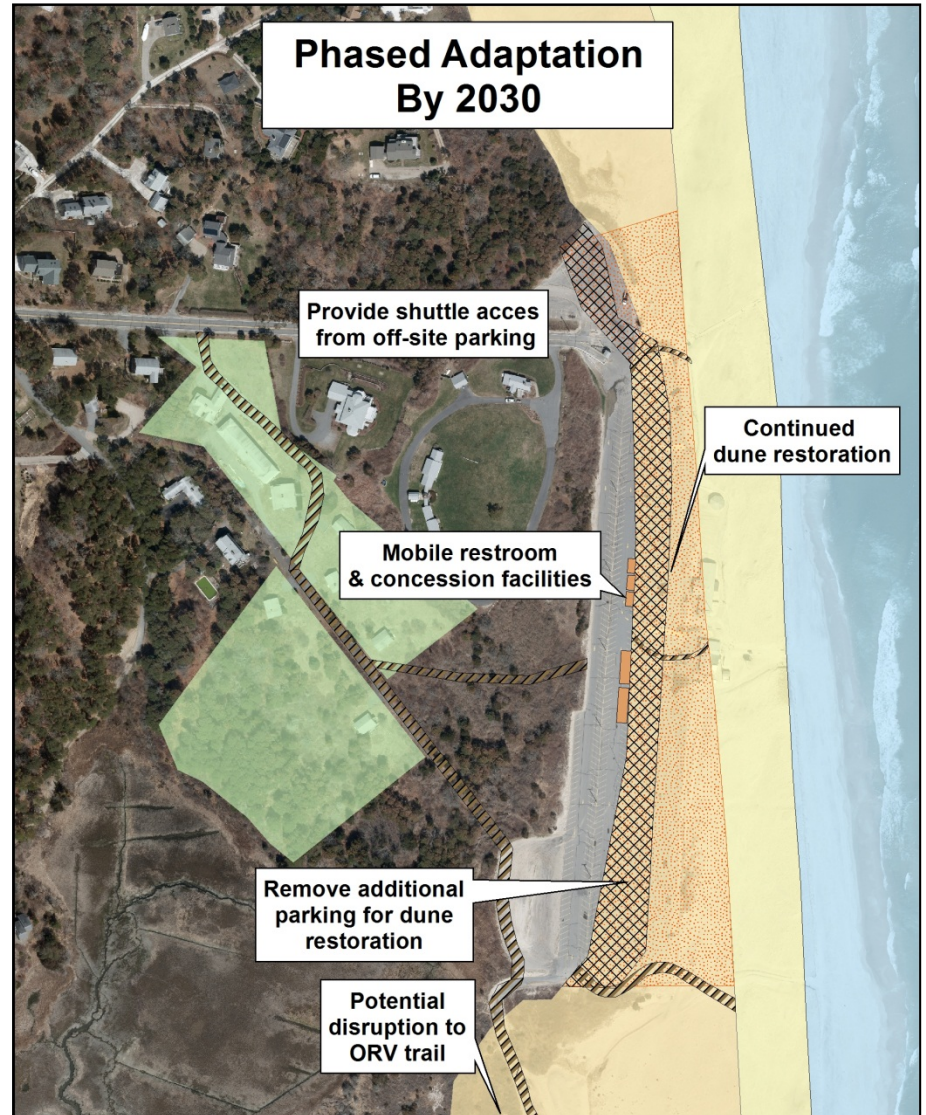 Phased Adaptation
By 2030
Provide shuttle acces
from off-site parking
Continued
dune restoration
Mobile restroom
& concession facilities
Remove additional
parking for dune
restoration
Potential
disruption to
ORV trail